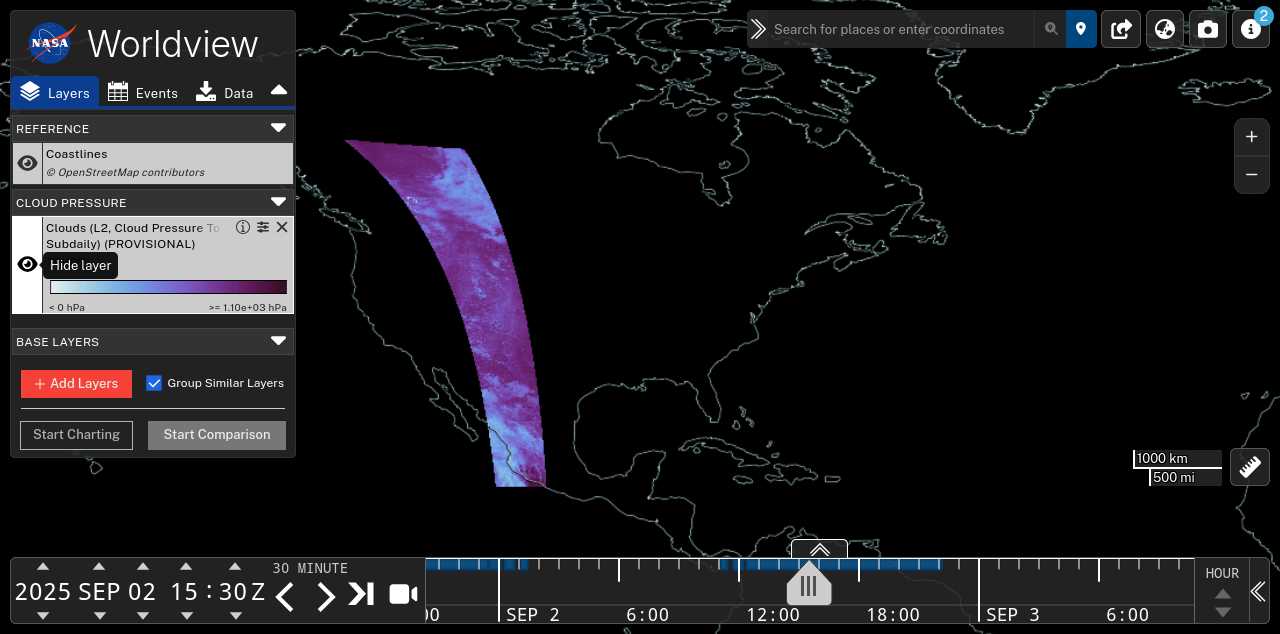 NASA
Worldview
Search for places or enter coordinates
2
Layers
Events
Data
REFERENCE
Coastlines
© OpenStreetMap contributors
CLOUD PRESSURE
Clouds (L2, Cloud Pressure To
Subdaily) (PROVISIONAL)
Hide layer
< 0 hPa
>= 1.10e+03 hPa
BASE LAYERS
+ Add Layers
Group Similar Layers
Start Charting
Start Comparison
1000 km
500 mi
30 MINUTE
2025 SEP 02 15 : 30 Z
00
SEP 2
6:00
12:00
18:00
SEP 3
6:00
HOUR